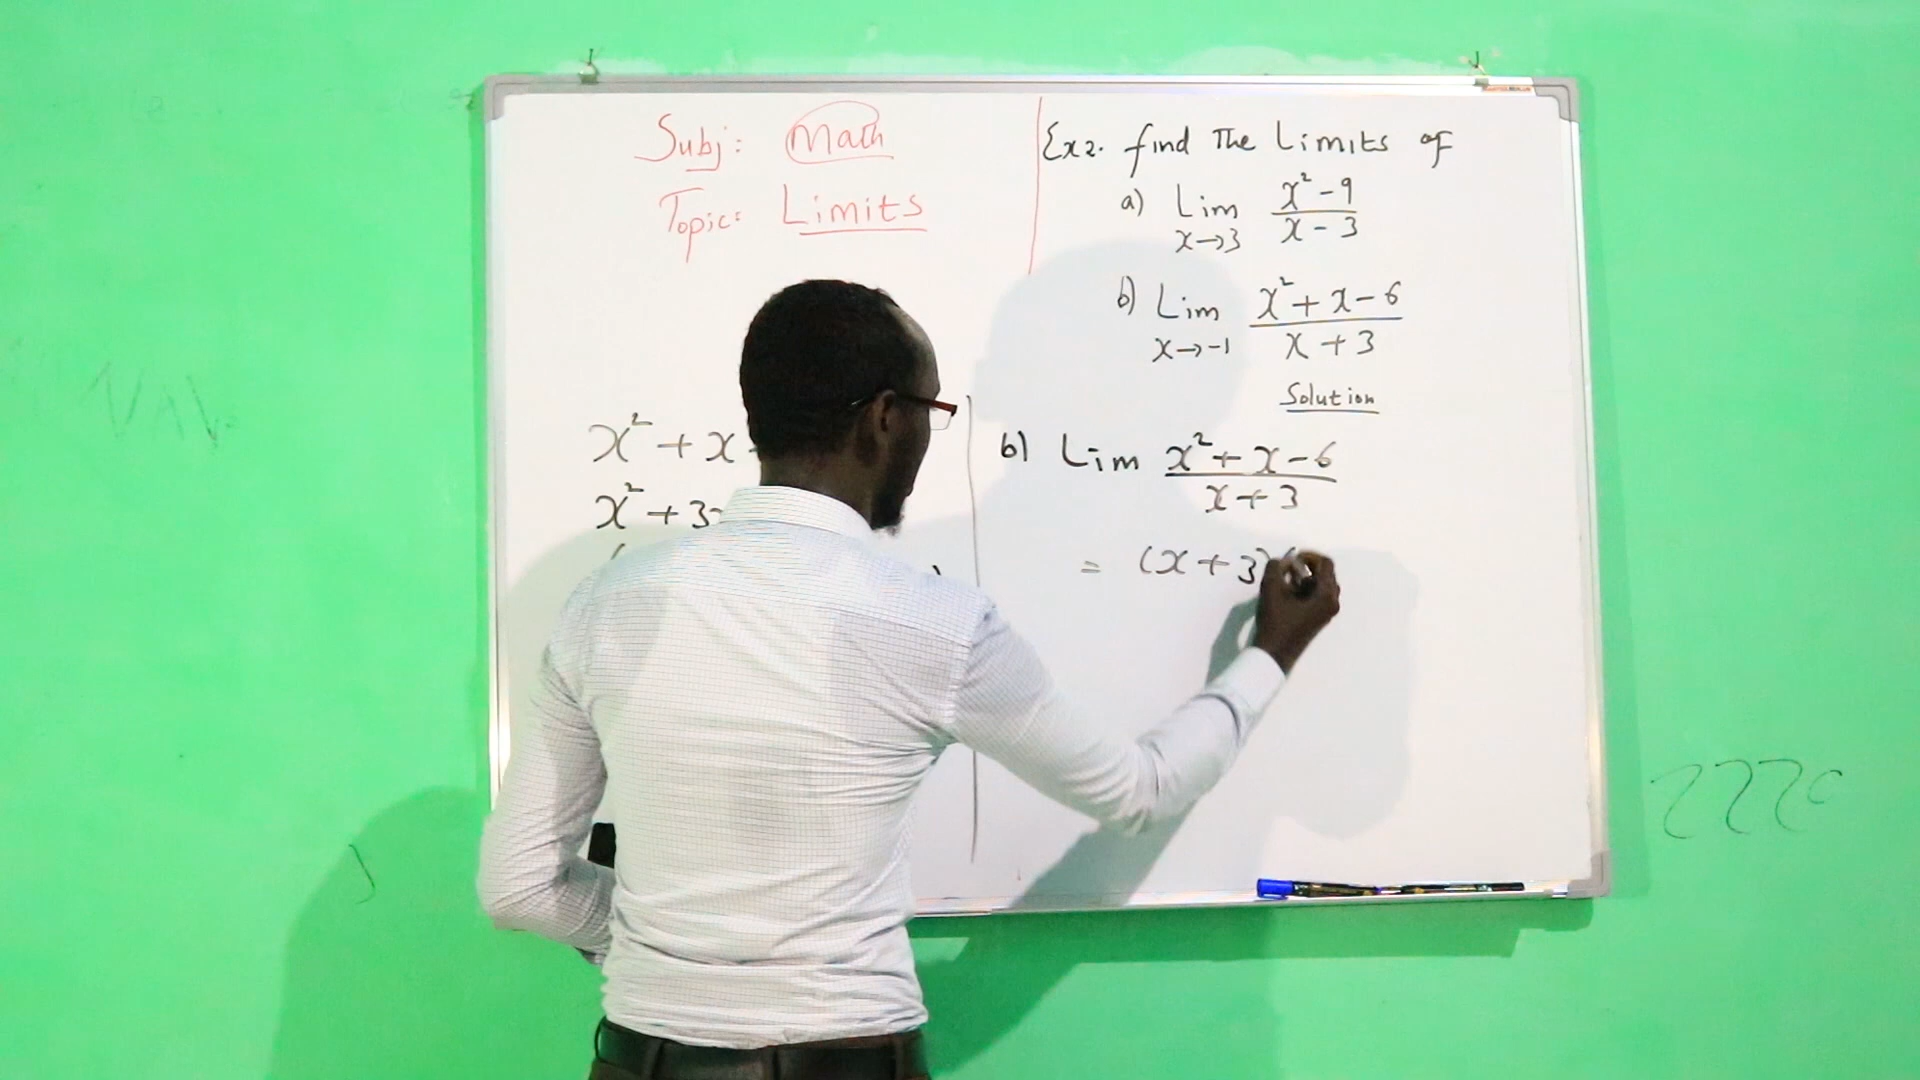 Subj: Math
Topic: Limits
x² + x
x² + 3
Ex2. find The Limits of
a) Lim x²-9
x→3 x-3
b) Lim x²+x-6
x→-1 x+3
Solution
b) Lim x²+x-6
x+3
= (x+3)(